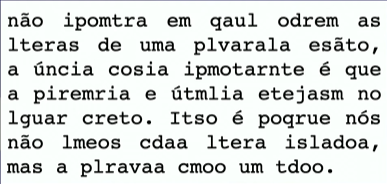 não ipomtra em qaul odrem as
lteras de uma plvarala esãto,
a úncia cosia ipmotarnte é que
a piremria e útmlia etejasm no
lguar creto. Itso é poqrue nós
não lmeos cdaa ltera isladoa,
mas a plravaa cmoo um tdoo.